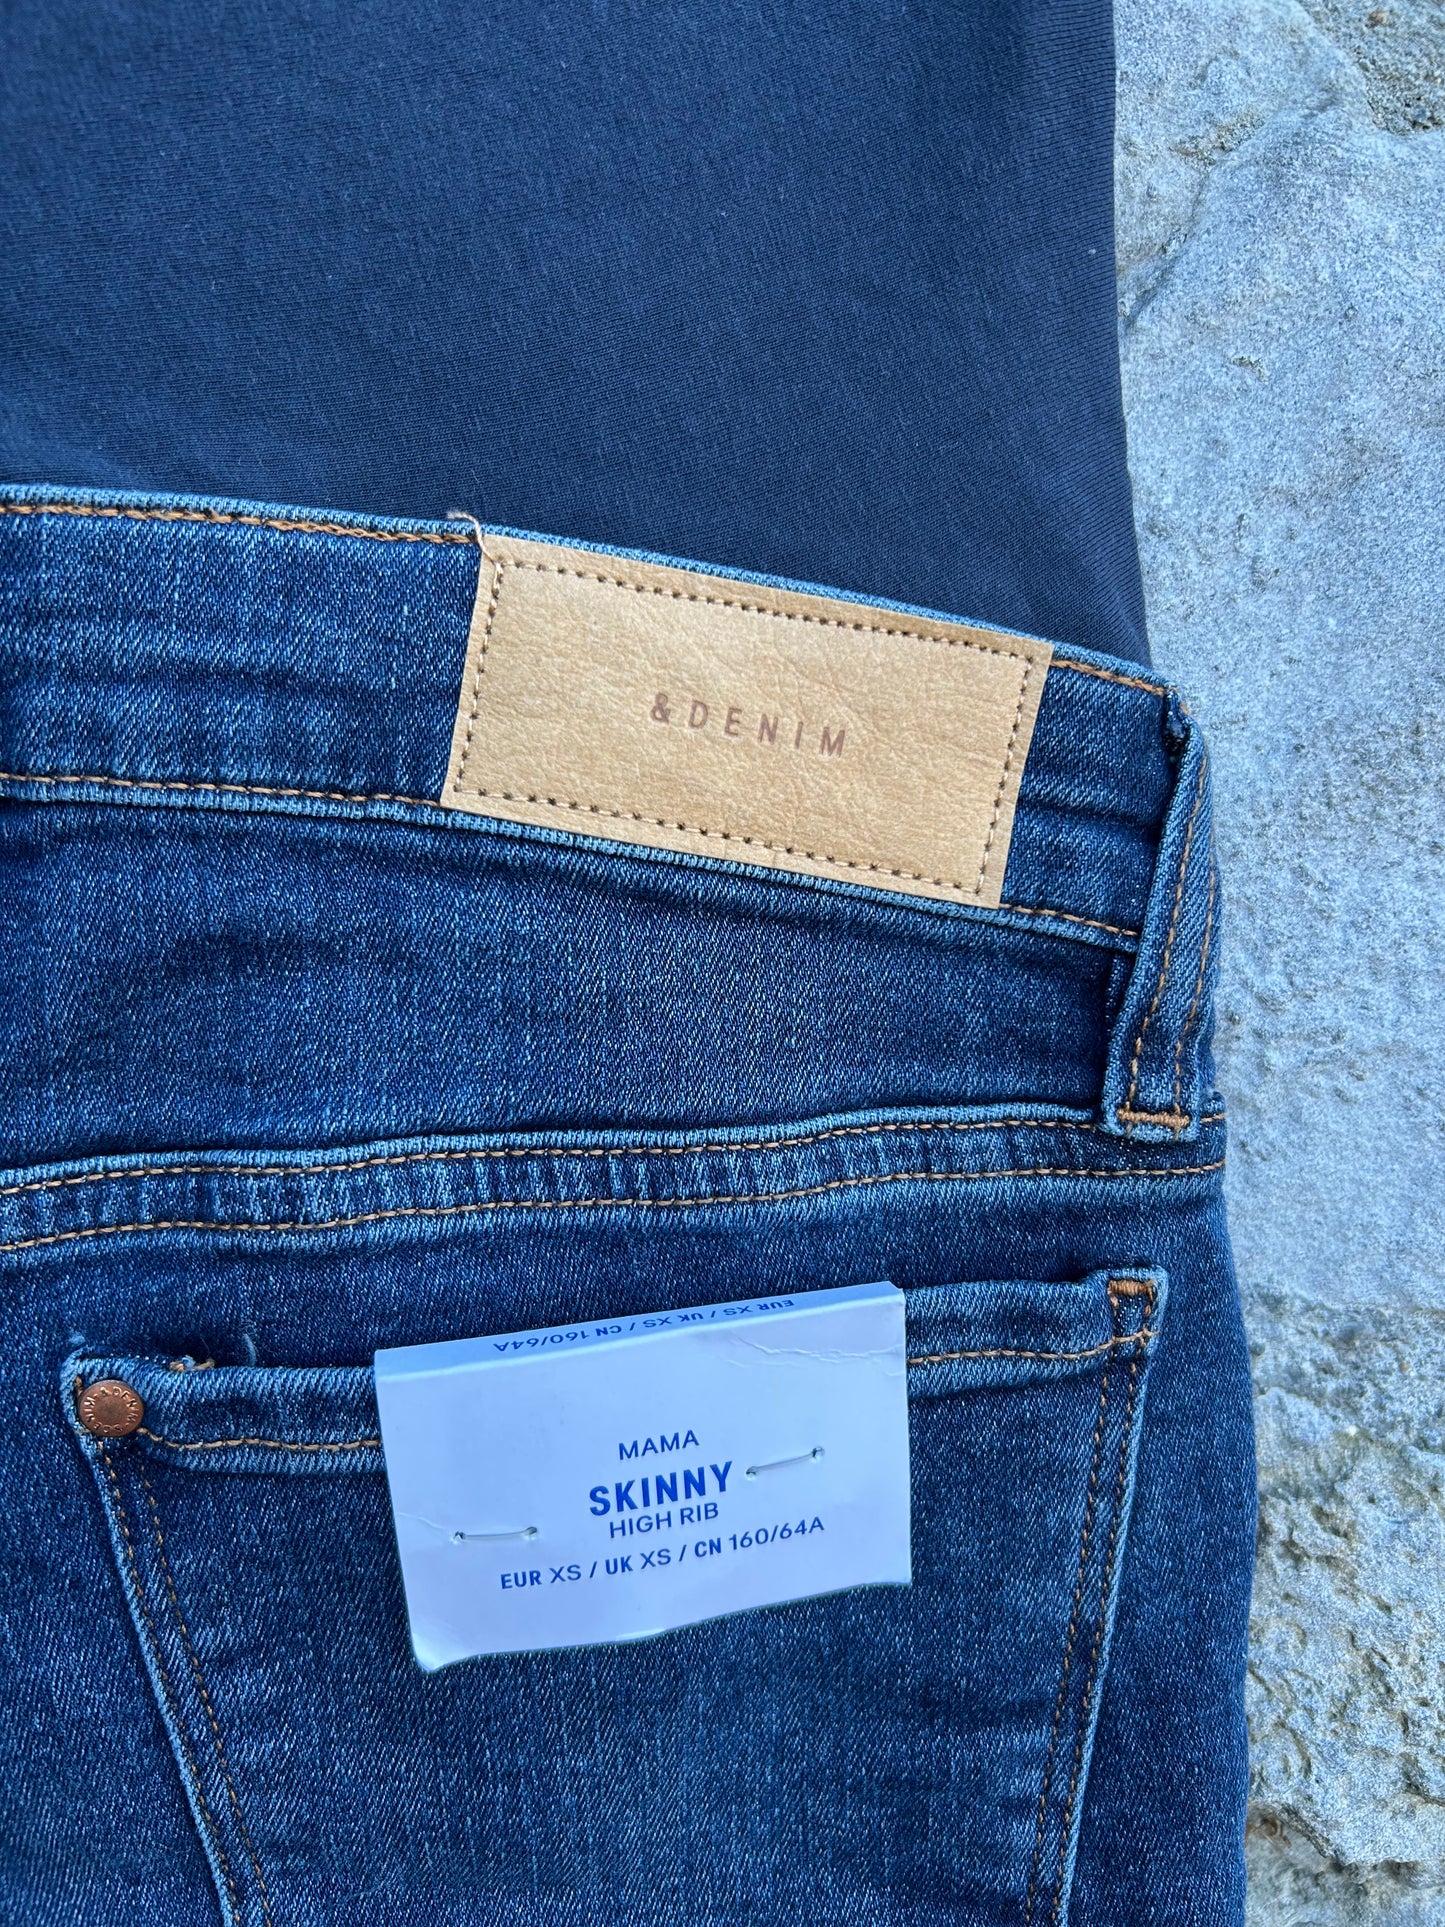 &DENIM
EUR XS / UK XS / CN 160/64A
MAMA
SKINNY
HIGH RIB
EUR XS / UK XS / CN 160/64A